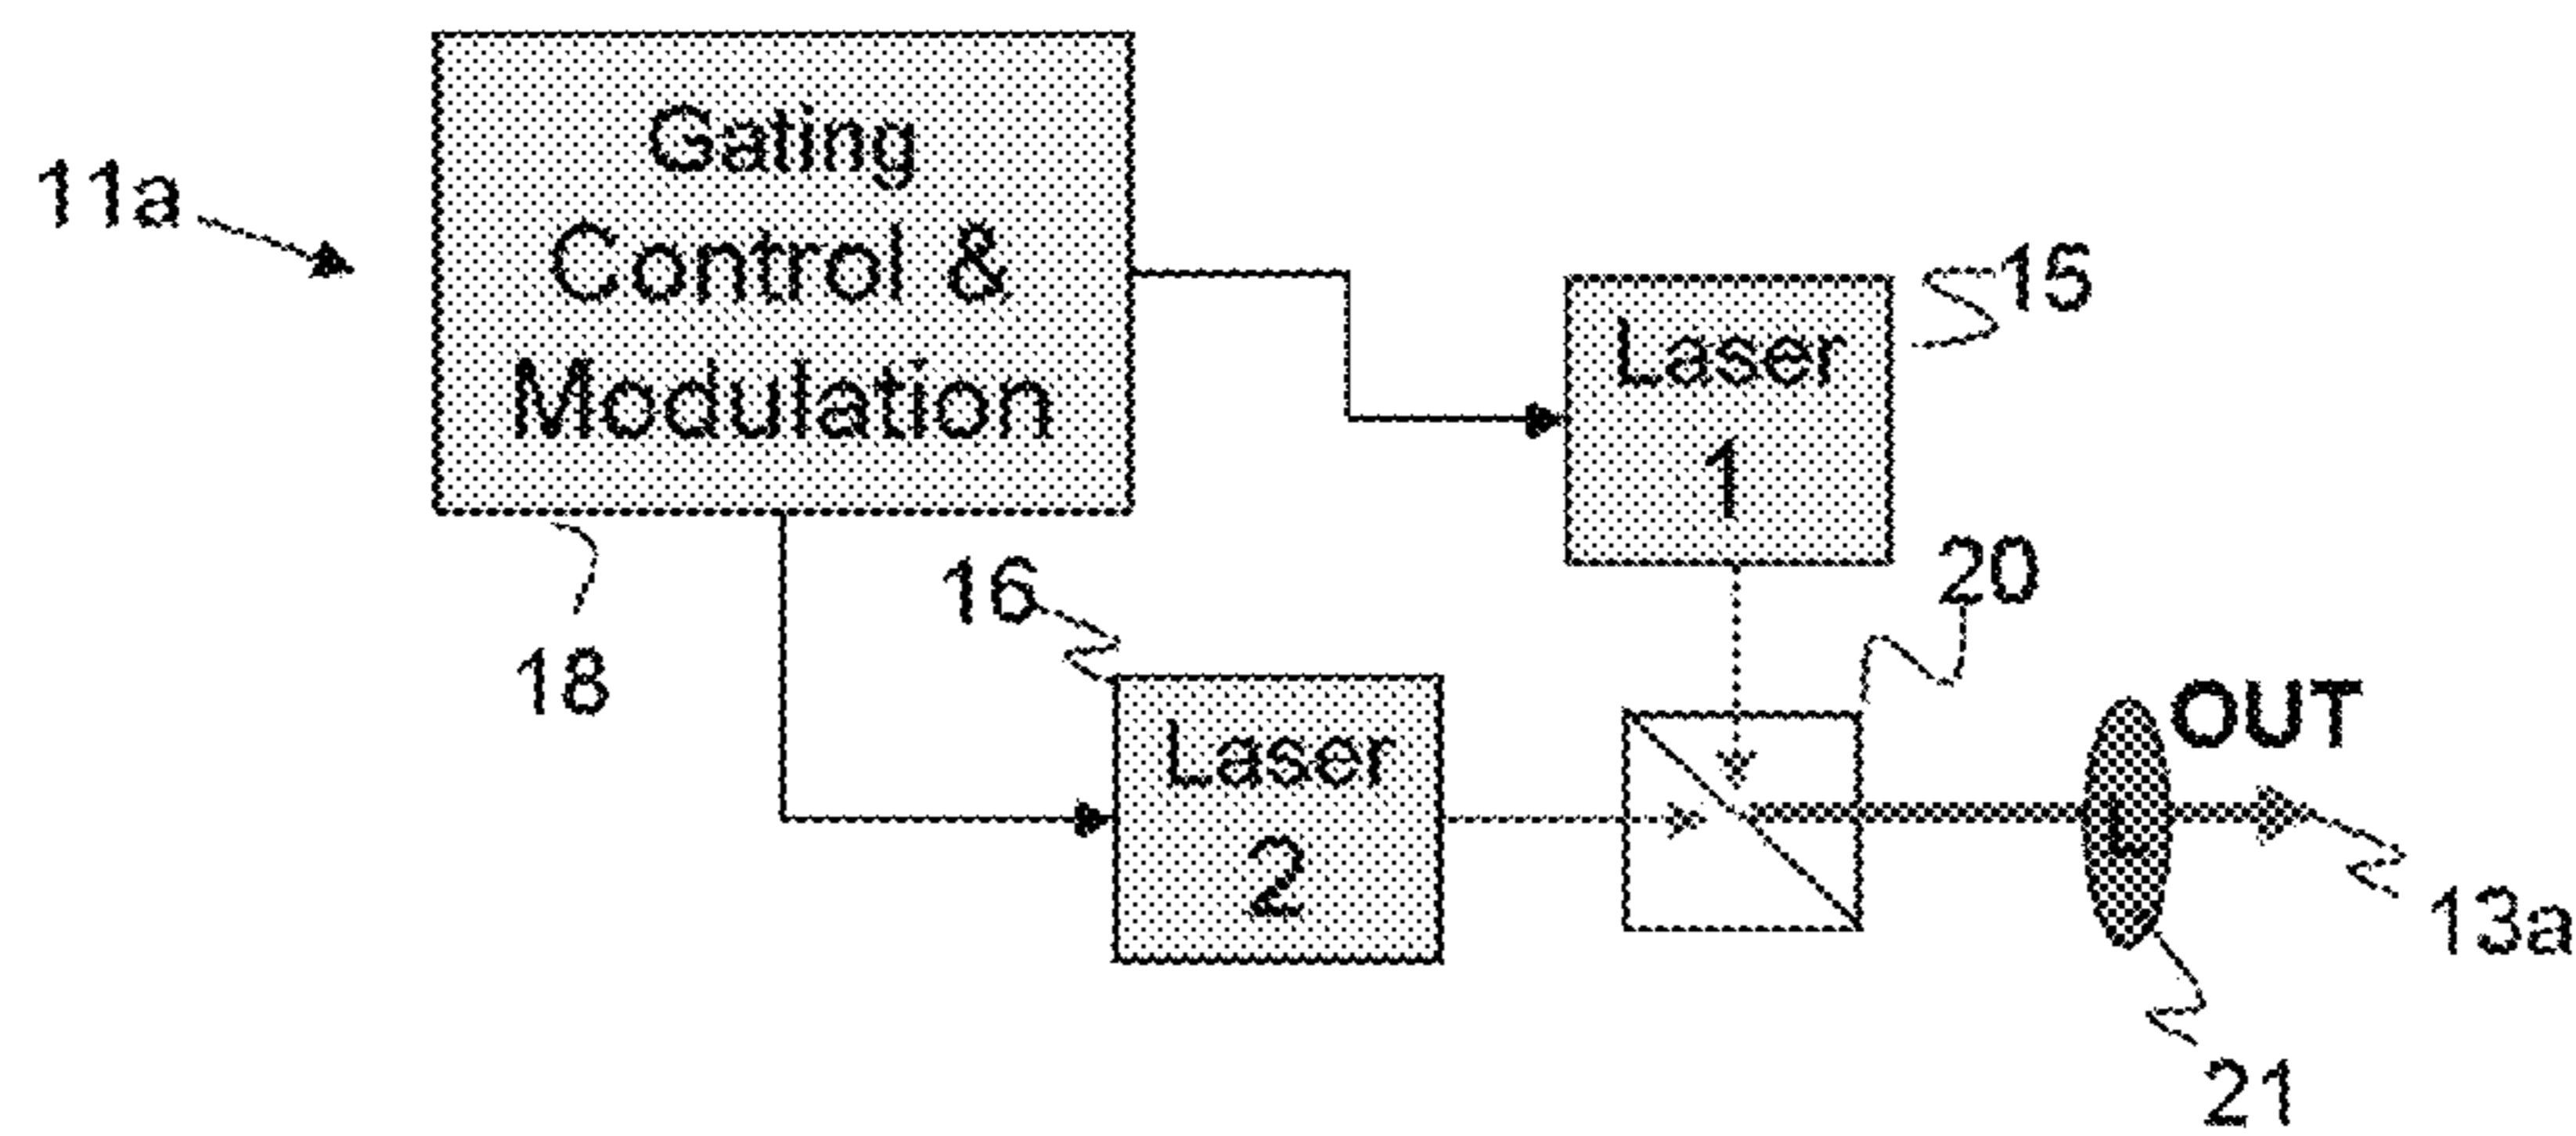 11a
Gating
Control &
Modulation
18
Laser
1
15
16
Laser
2
20
OUT
L
13a
21